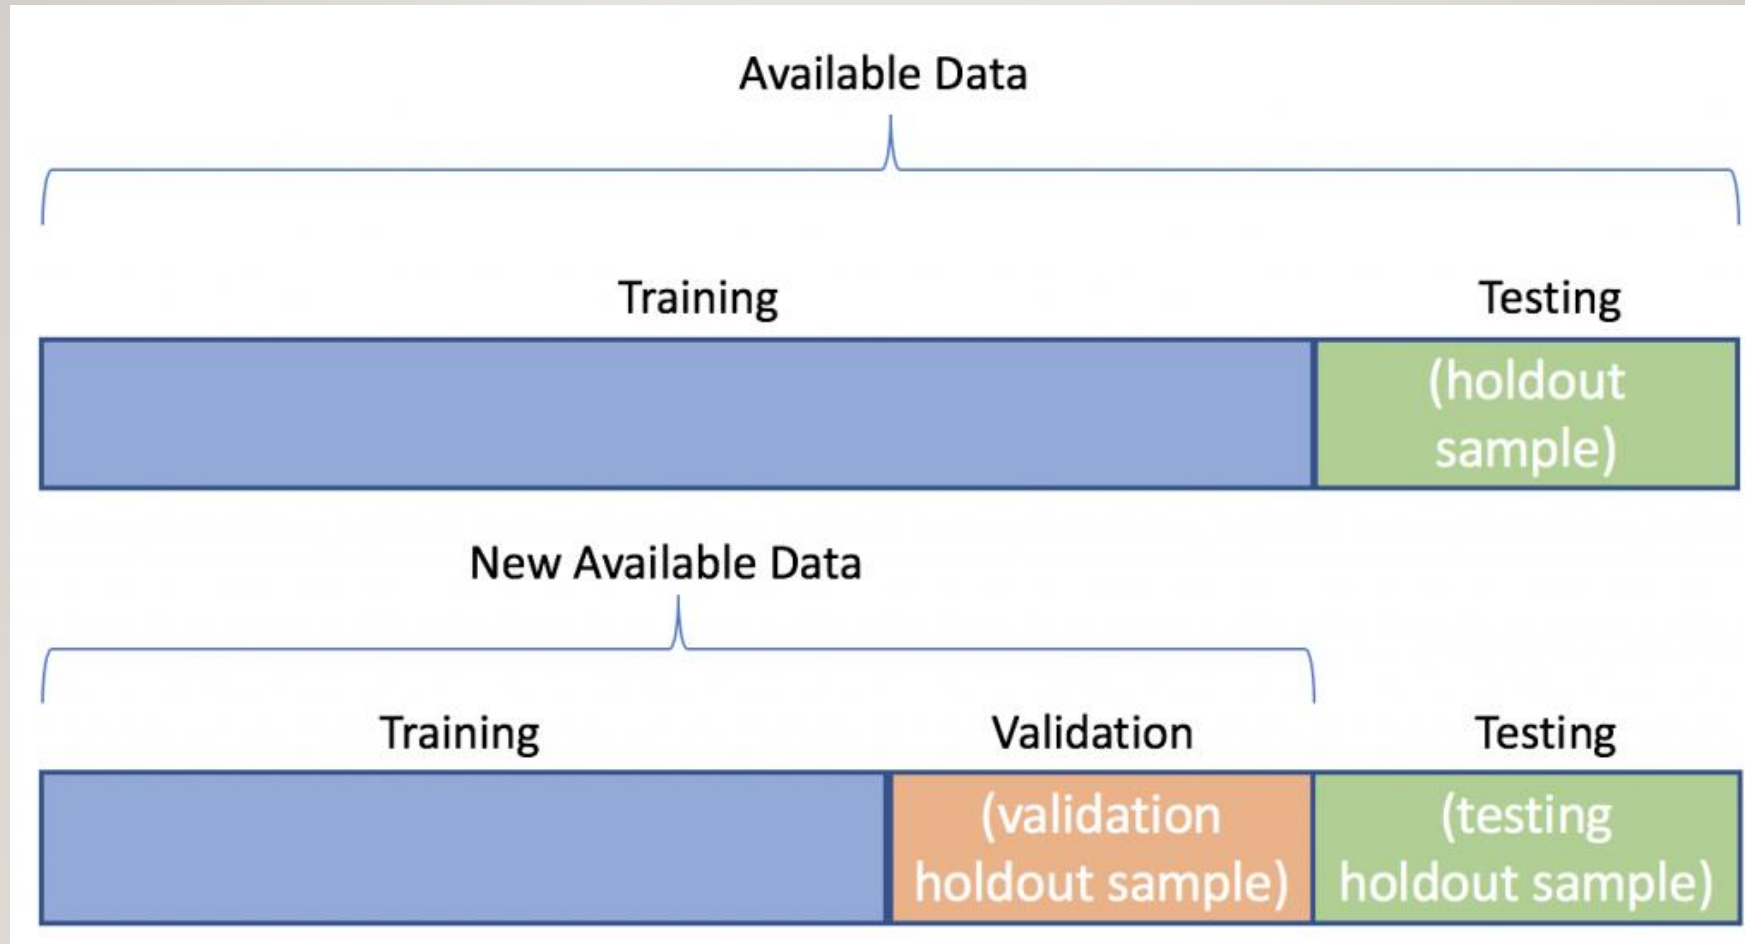 Available Data
Training Testing
(holdout
sample)
New Available Data
Training Validation Testing
(validation
holdout sample)
(testing
holdout sample)